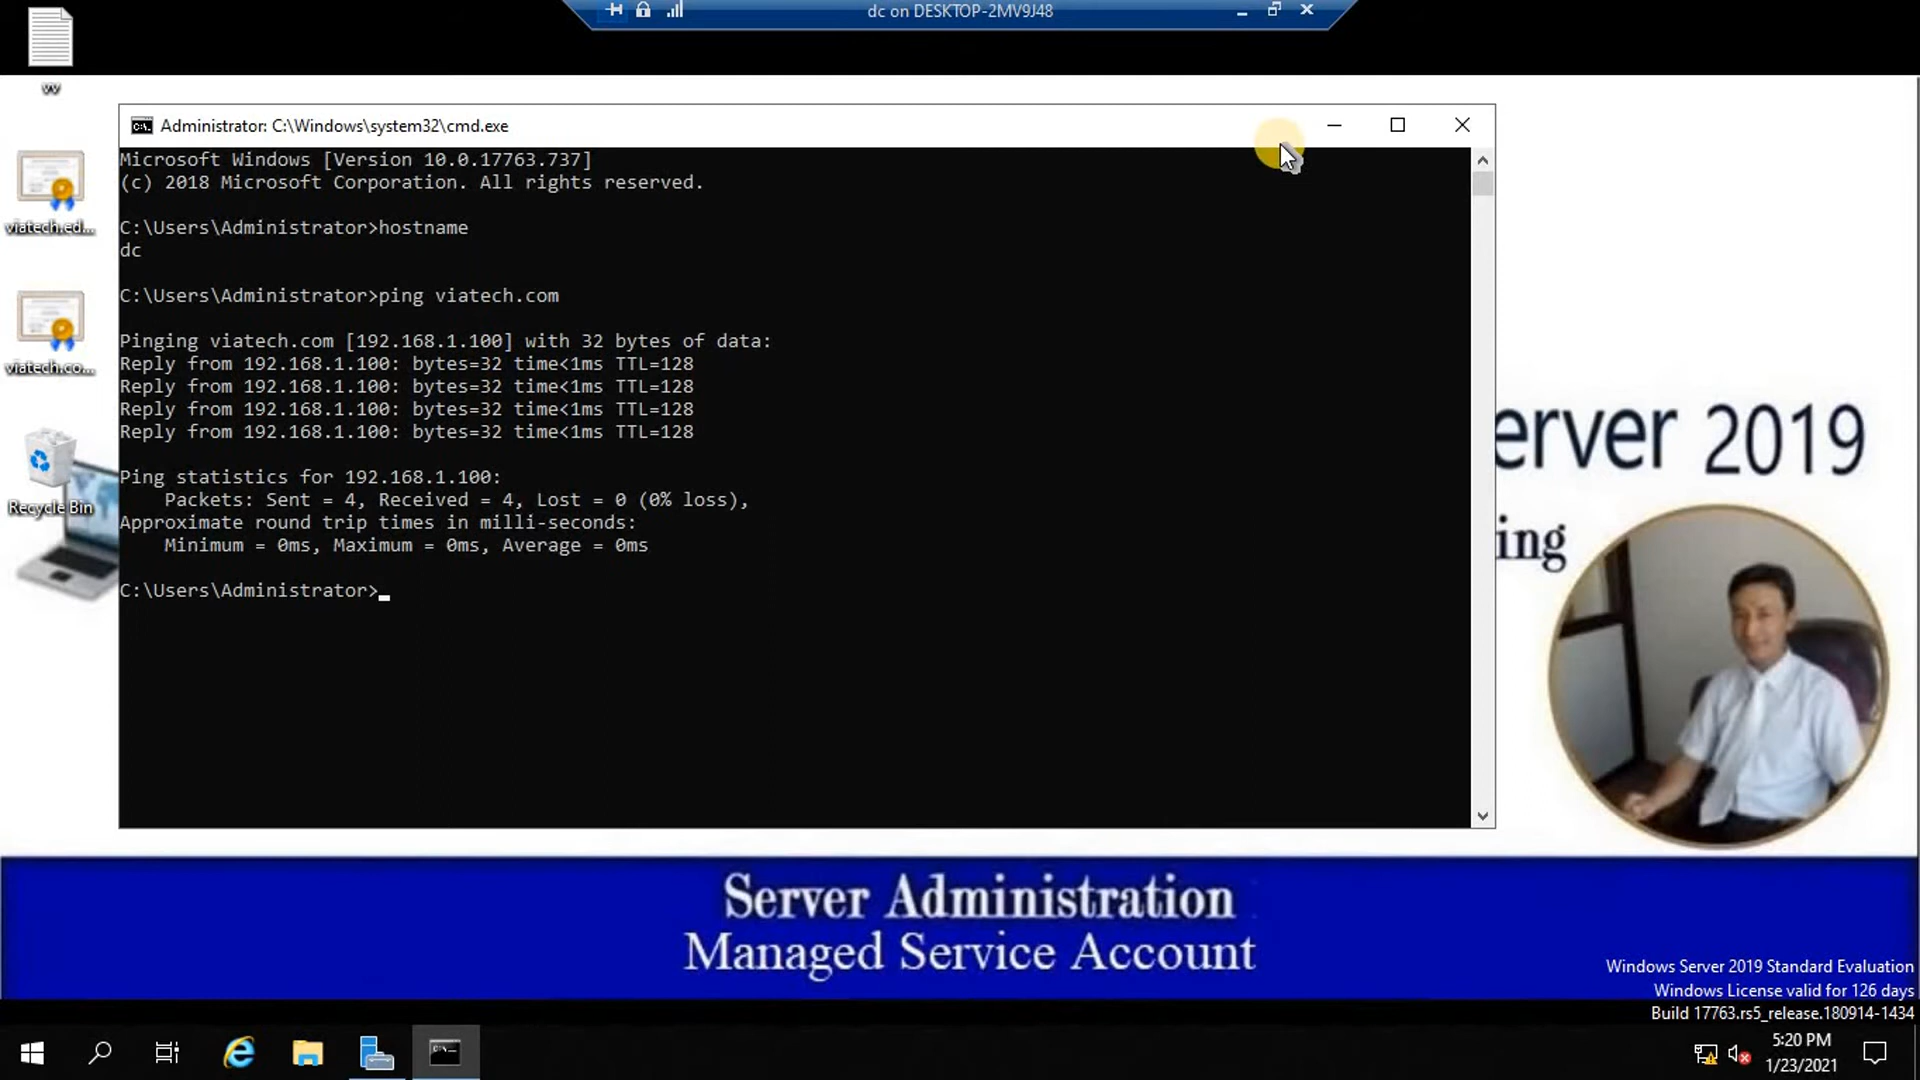 dc on DESKTOP-2MV9J48
vv
Administrator: C:\Windows\system32\cmd.exe
Microsoft Windows [Version 10.0.17763.737]
(c) 2018 Microsoft Corporation. All rights reserved.
viatech.ed...
C:\Users\Administrator>hostname
dc
C:\Users\Administrator>ping viatech.com
Pinging viatech.com [192.168.1.100] with 32 bytes of data:
Reply from 192.168.1.100: bytes=32 time<1ms TTL=128
Reply from 192.168.1.100: bytes=32 time<1ms TTL=128
Reply from 192.168.1.100: bytes=32 time<1ms TTL=128
Reply from 192.168.1.100: bytes=32 time<1ms TTL=128
viatech.co...
Ping statistics for 192.168.1.100:
Packets: Sent = 4, Received = 4, Lost = 0 (0% loss),
Approximate round trip times in milli-seconds:
Minimum = 0ms, Maximum = 0ms, Average = 0ms
C:\Users\Administrator>
Recycle Bin
erver 2019
ing
Server Administration
Managed Service Account
Windows Server 2019 Standard Evaluation
Windows License valid for 126 days
Build 17763.rs5_release.180914-1434
5:20 PM
1/23/2021